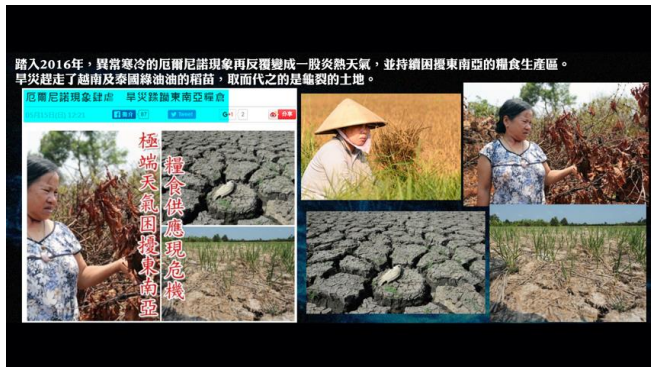 踏入2016年，異常寒冷的厄爾尼諾現象再反覆變成一股炎熱天氣，並持續困擾東南亞的糧食生產區。
旱災趕走了越南及泰國綠油油的稻苗，取而代之的是龜裂的土地。
厄爾尼諾現象肆虐　旱災蹂躪東南亞糧倉
分享
極端天氣困擾東南亞
糧食供應現危機